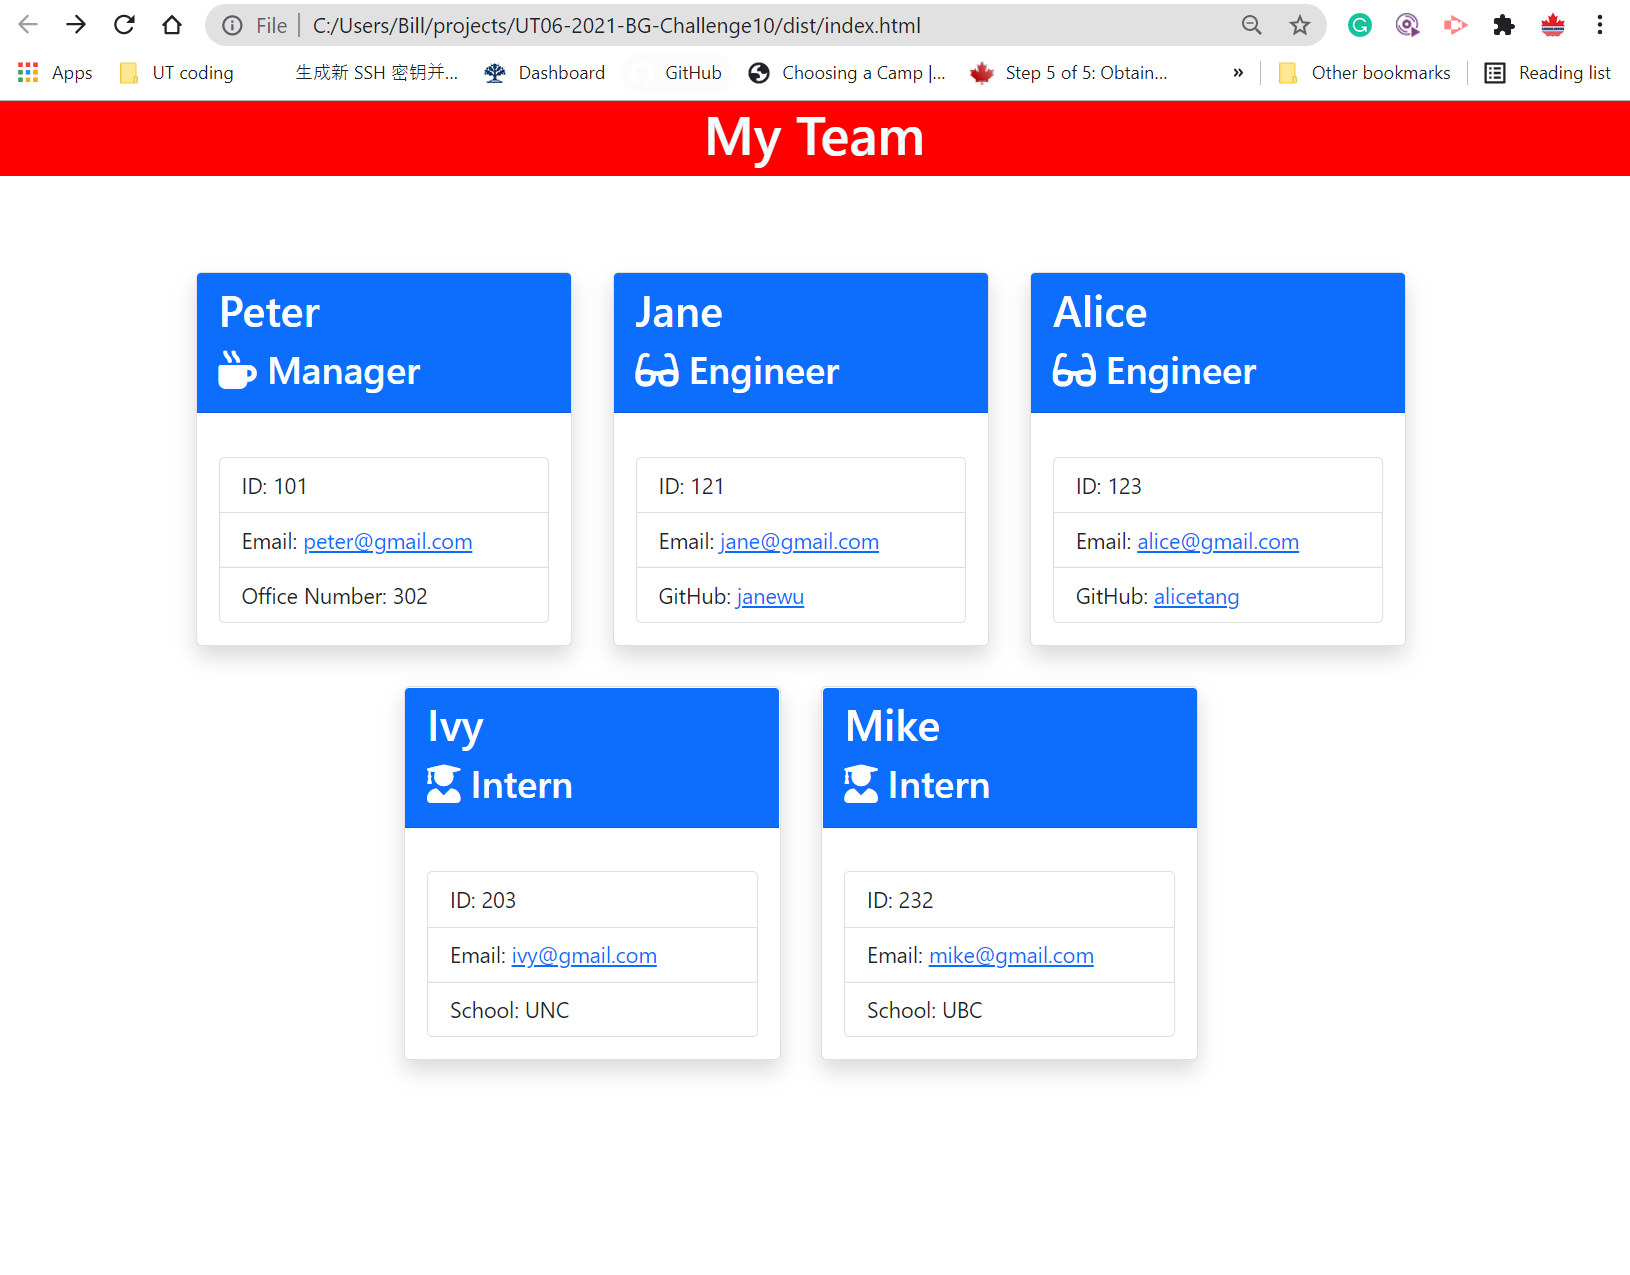 File | C:/Users/Bill/projects/UT06-2021-BG-Challenge10/dist/index.html
Apps UT coding 生成新 SSH 密钥并... Dashboard GitHub Choosing a Camp |... Step 5 of 5: Obtain... » Other bookmarks Reading list
My Team
Peter
Manager
ID: 101
Email: peter@gmail.com
Office Number: 302
Jane
Engineer
ID: 121
Email: jane@gmail.com
GitHub: janewu
Alice
Engineer
ID: 123
Email: alice@gmail.com
GitHub: alicetang
Ivy
Intern
ID: 203
Email: ivy@gmail.com
School: UNC
Mike
Intern
ID: 232
Email: mike@gmail.com
School: UBC